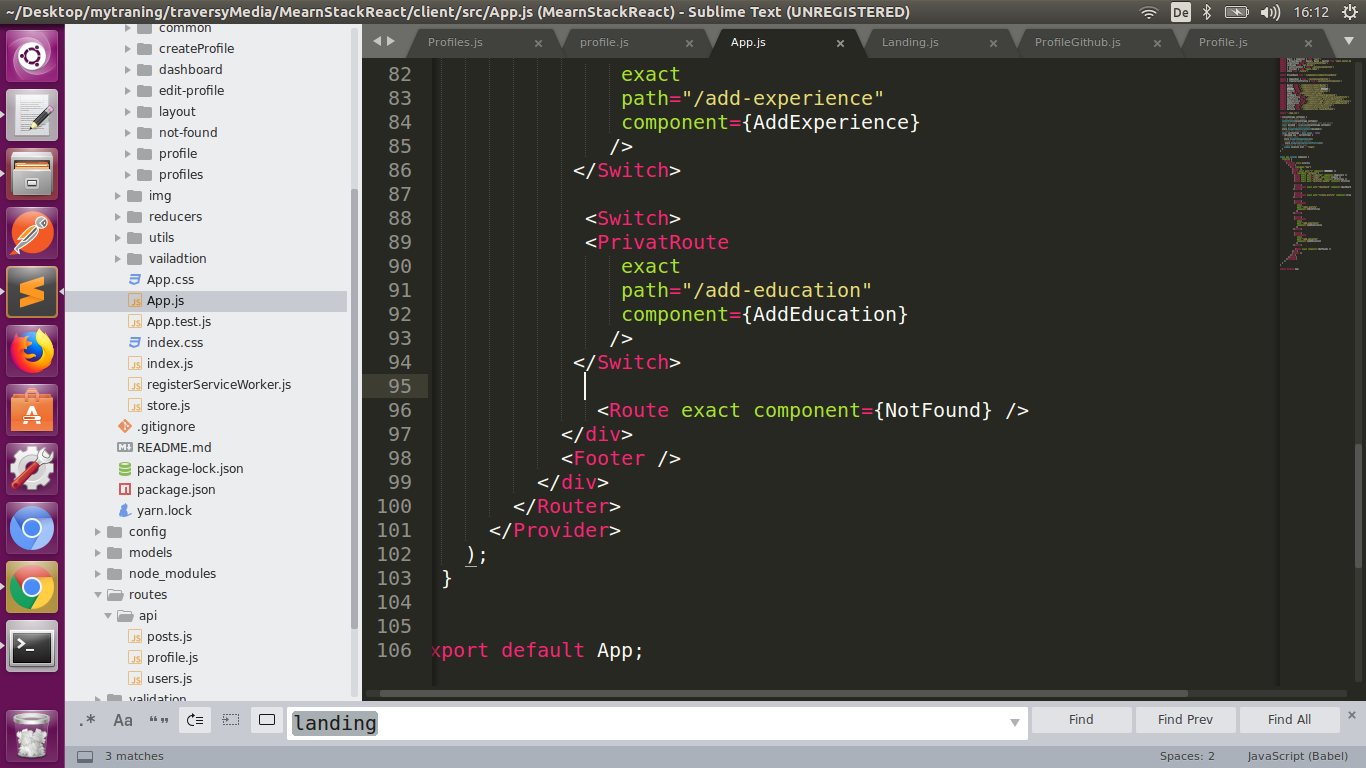 ~/Desktop/mytraning/traversyMedia/MearnStackReact/client/src/App.js (MearnStackReact) - Sublime Text (UNREGISTERED)
De
16:12
common
createProfile
dashboard
edit-profile
layout
not-found
profile
profiles
img
reducers
utils
vailadtion
App.css
App.js
App.test.js
index.css
index.js
registerServiceWorker.js
store.js
.gitignore
README.md
package-lock.json
package.json
yarn.lock
config
models
node_modules
routes
api
posts.js
profile.js
users.js
validation
Profiles.js
profile.js
App.js
Landing.js
ProfileGithub.js
Profile.js
82 exact
83 path="/add-experience"
84 component={AddExperience}
85 />
86 </Switch>
87
88 <Switch>
89 <PrivatRoute
90 exact
91 path="/add-education"
92 component={AddEducation}
93 />
94 </Switch>
95
96 <Route exact component={NotFound} />
97 </div>
98 <Footer />
99 </div>
100 </Router>
101 </Provider>
102 );
103 }
104
105
106 xport default App;
.* Aa “”
landing
Find
Find Prev
Find All
3 matches
Spaces: 2
JavaScript (Babel)